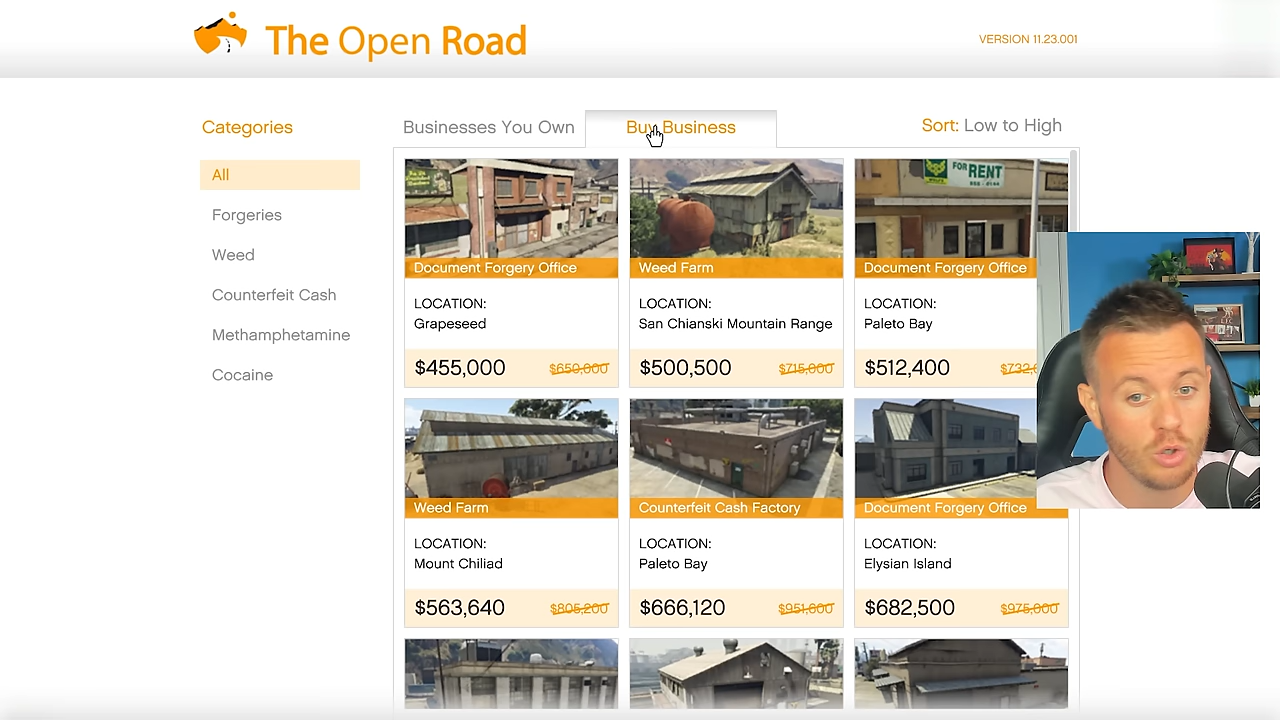 The Open Road
VERSION 11.23.001
Categories
Businesses You Own
Buy Business
Sort: Low to High
All
Forgeries
Weed
Counterfeit Cash
Methamphetamine
Cocaine
FOR RENT
Document Forgery Office
LOCATION:
Grapeseed
$455,000 $650,000
Weed Farm
LOCATION:
San Chianski Mountain Range
$500,500 $715,000
Document Forgery Office
LOCATION:
Paleto Bay
$512,400 $732,
Weed Farm
LOCATION:
Mount Chiliad
$563,640 $805,200
Counterfeit Cash Factory
LOCATION:
Paleto Bay
$666,120 $951,600
Document Forgery Office
LOCATION:
Elysian Island
$682,500 $975,000